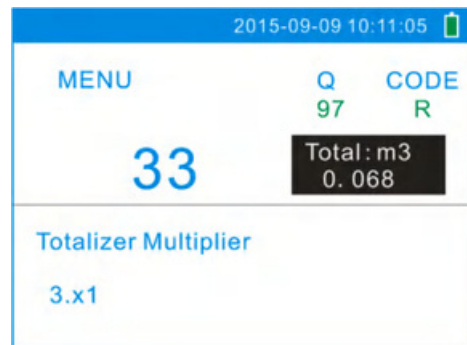 2015-09-09 10:11:05
MENU Q CODE
97 R
33 Total:m3
0.068
Totalizer Multiplier
3.x1